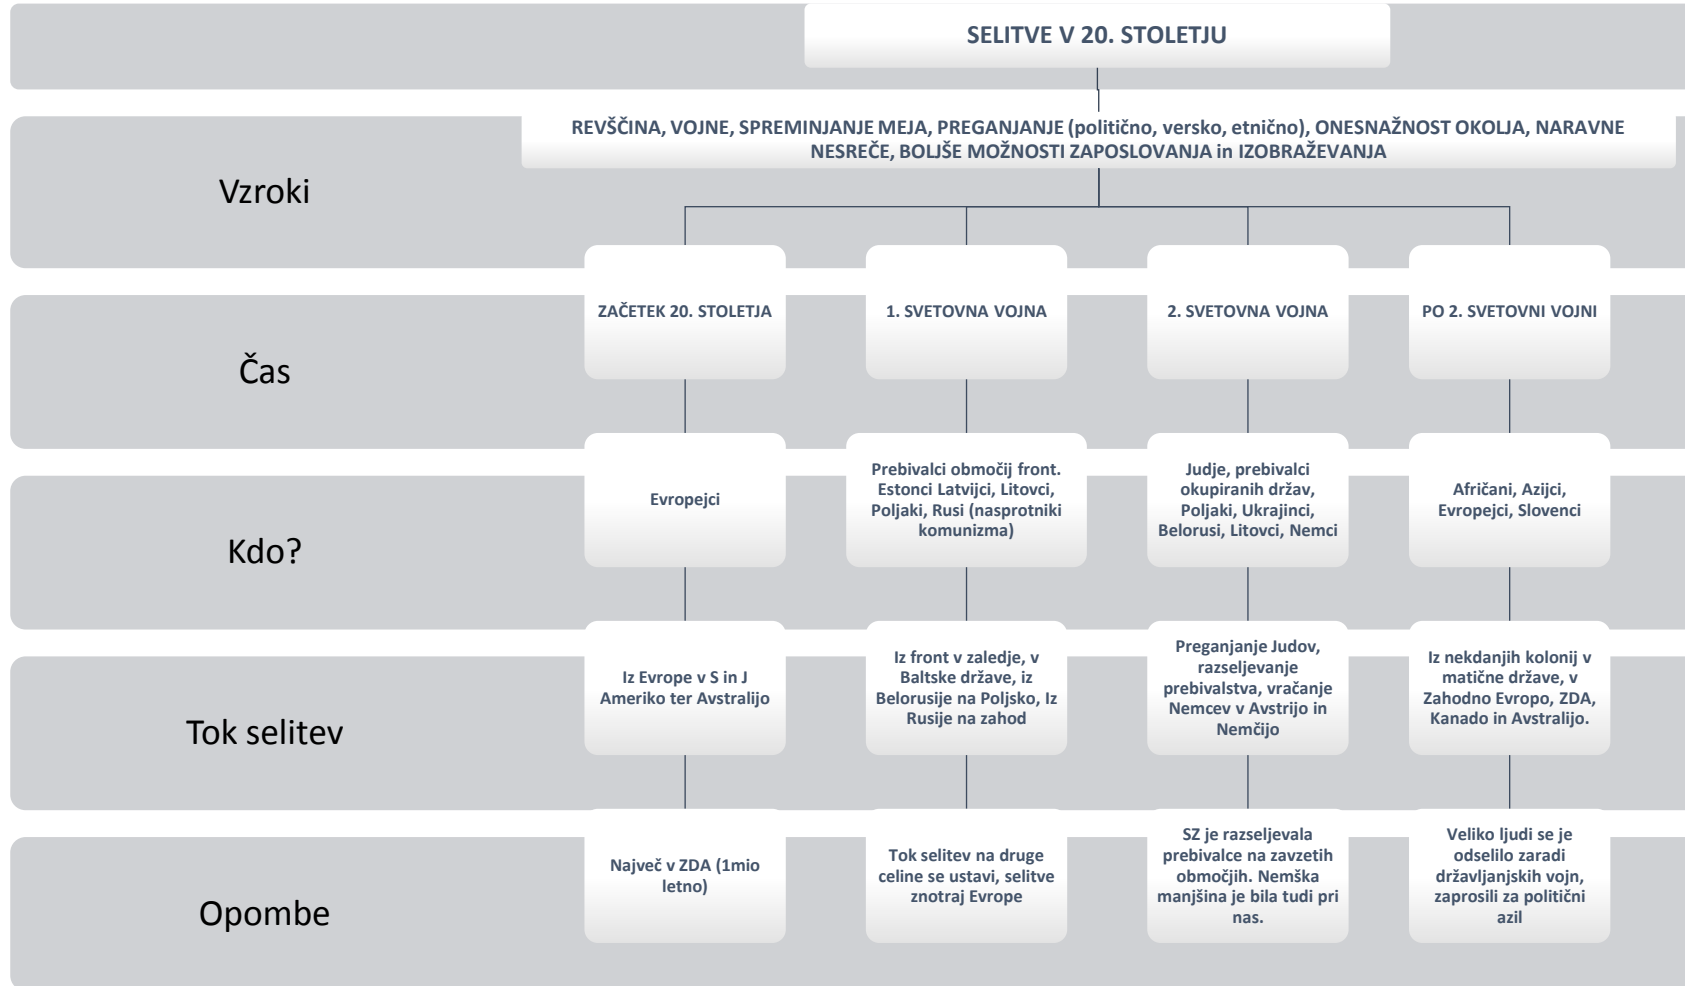 SELITVE V 20. STOLETJU
REVŠČINA, VOJNE, SPREMINJANJE MEJA, PREGANJANJE (politično, versko, etnično), ONESNAŽNOST OKOLJA, NARAVNE
NESREČE, BOLJŠE MOŽNOSTI ZAPOSLOVANJA in IZOBRAŽEVANJA
Vzroki
ZAČETEK 20. STOLETJA
1. SVETOVNA VOJNA
2. SVETOVNA VOJNA
PO 2. SVETOVNI VOJNI
Čas
Evropejci
Prebivalci območij front.
Estonci Latvijci, Litovci,
Poljaki, Rusi (nasprotniki
komunizma)
Judje, prebivalci
okupiranih držav,
Poljaki, Ukrajinci,
Belorusi, Litovci, Nemci
Afričani, Azijci,
Evropejci, Slovenci
Kdo?
Iz Evrope v S in J
Ameriko ter Avstralijo
Iz front v zaledje, v
Baltske države, iz
Belorusije na Poljsko, Iz
Rusije na zahod
Preganjanje Judov,
razseljevanje
prebivalstva, vračanje
Nemcev v Avstrijo in
Nemčijo
Iz nekdanjih kolonij v
matične države, v
Zahodno Evropo, ZDA,
Kanado in Avstralijo.
Tok selitev
Največ v ZDA (1mio
letno)
Tok selitev na druge
celine se ustavi, selitve
znotraj Evrope
SZ je razseljevala
prebivalce na zavzetih
območjih. Nemška
manjšina je bila tudi pri
nas.
Veliko ljudi se je
odselilo zaradi
državljanjskih vojn,
zaprosili za politični
azil
Opombe